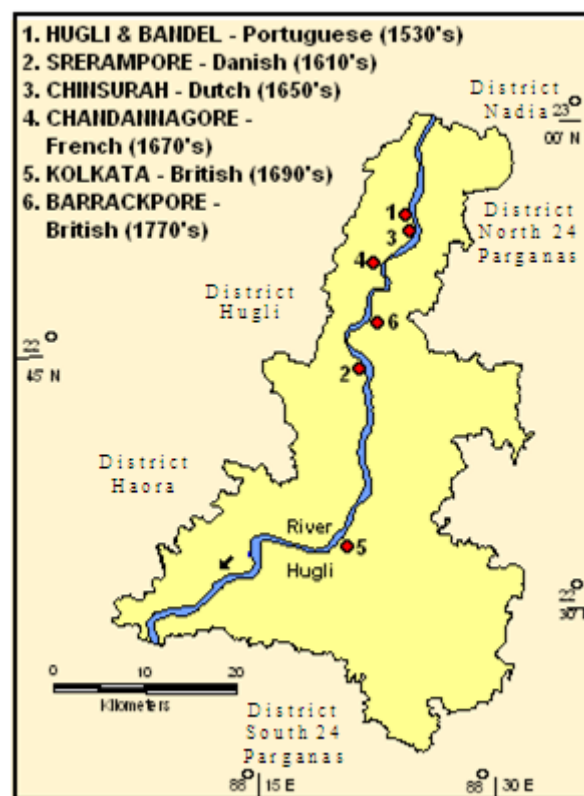 1. HUGLI & BANDEL - Portuguese (1530's)
2. SRERAMPORE - Danish (1610's)
3. CHINSURAH - Dutch (1650's)
4. CHANDANNAGORE -
French (1670's)
5. KOLKATA - British (1690's)
6. BARRACKPORE -
British (1770's)
District
Nadia
23 O
00' N
1
3
District
North 24
Parganas
4
District
Hugli
6
22 O
45' N
2
District
Haora
River
5
Hugli
23 O
30'
0 10 20
Kilometers
District
South 24
Parganas
88 O 15 E
88 O 30 E